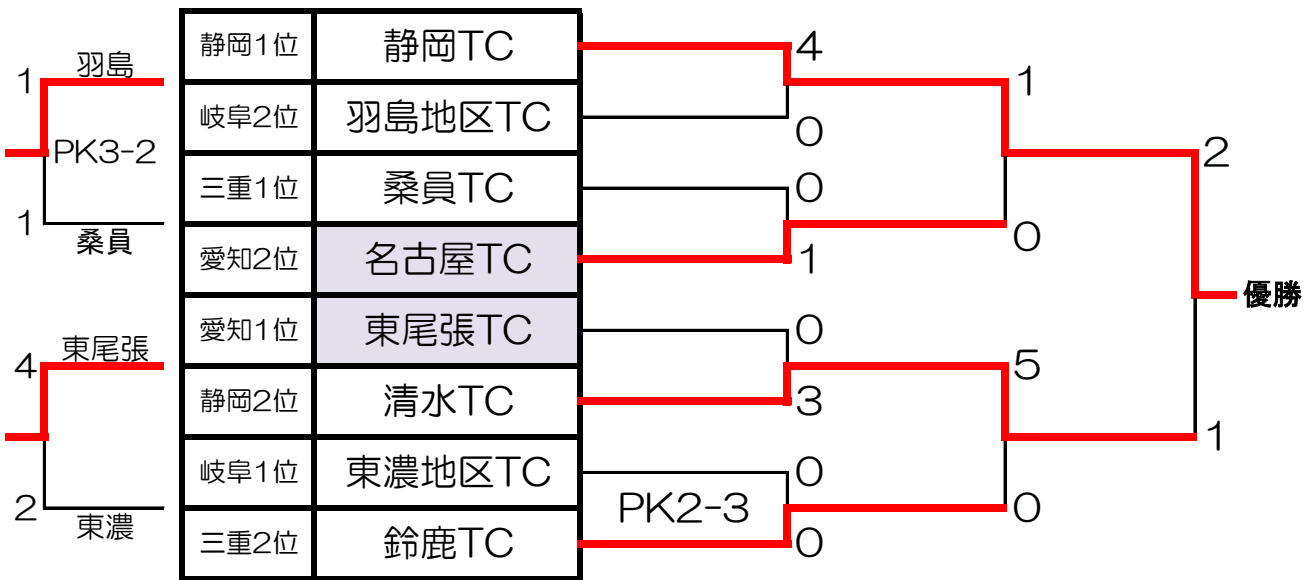 羽島
1
PK3-2
1
桑員
東尾張
4
2
東濃
静岡1位 静岡TC
岐阜2位 羽島地区TC
三重1位 桑員TC
愛知2位 名古屋TC
愛知1位 東尾張TC
静岡2位 清水TC
岐阜1位 東濃地区TC
三重2位 鈴鹿TC
4
0
0
1
0
3
0
PK2-3
0
1
0
5
0
2
1
優勝